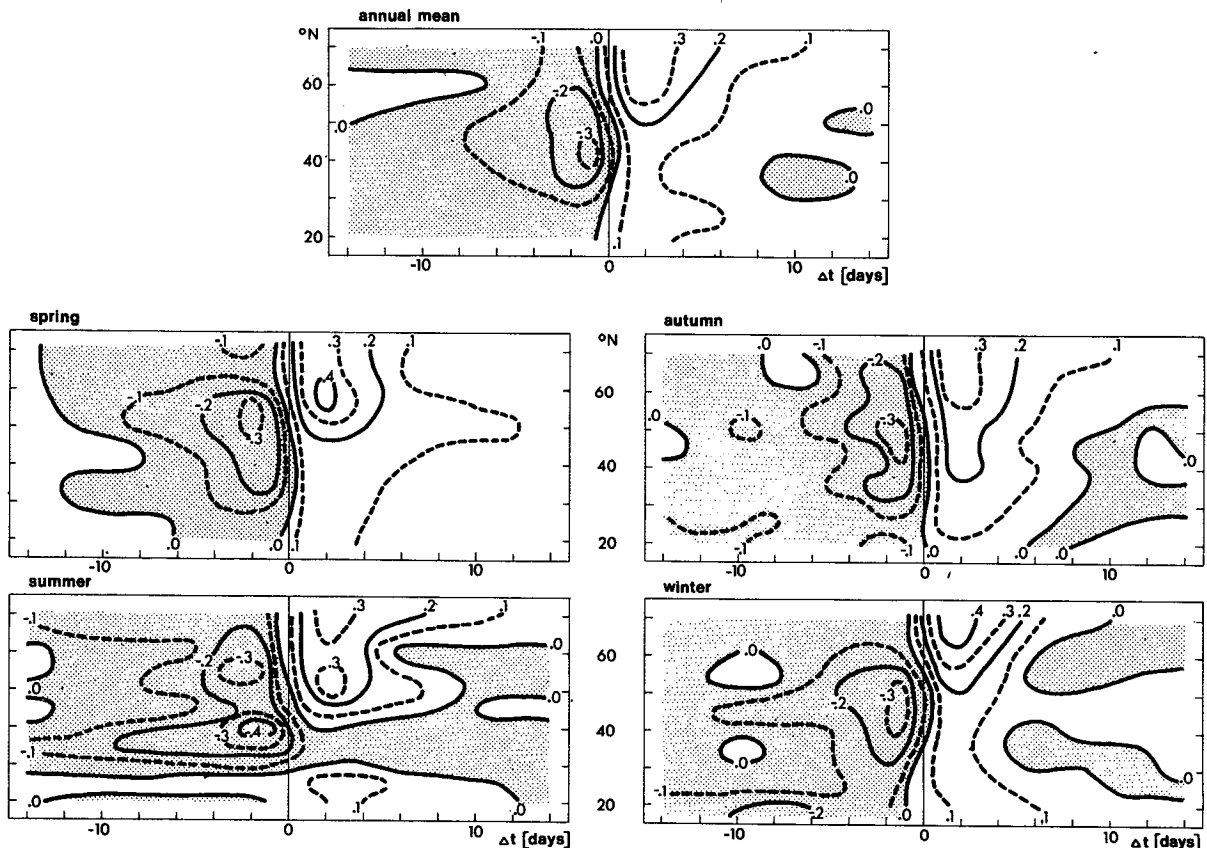 annual mean
°N
-.1 .0 .3 .2 .1
60
-.2
.0 .0
-.3
40
.0
20 .1
-10 0 10
Δt [days]
spring
-.1 .0 .3 .2 .1
°N
.4
60
-.1 -.2
-.3
40
.0 .0 .1
20
autumn
.0 -.1 -.2 .3 .2 .1
.0 -.1 -.3
.0
-.1 -.1 .0 .0 .0
-10 0 10
summer
-.1 .3 .2 .1
.0 -.2 -.3 .3 .0
60
.0 .0
-.3 -.4
40
-.1
.0 .1 .0
20
-10 0 10
Δt [days]
winter
.4 .3 .2 .0
.0
-.2 -.3
.0
-.1 .0
-.2 .0 .1 .1
-10 0 10
Δt [days]